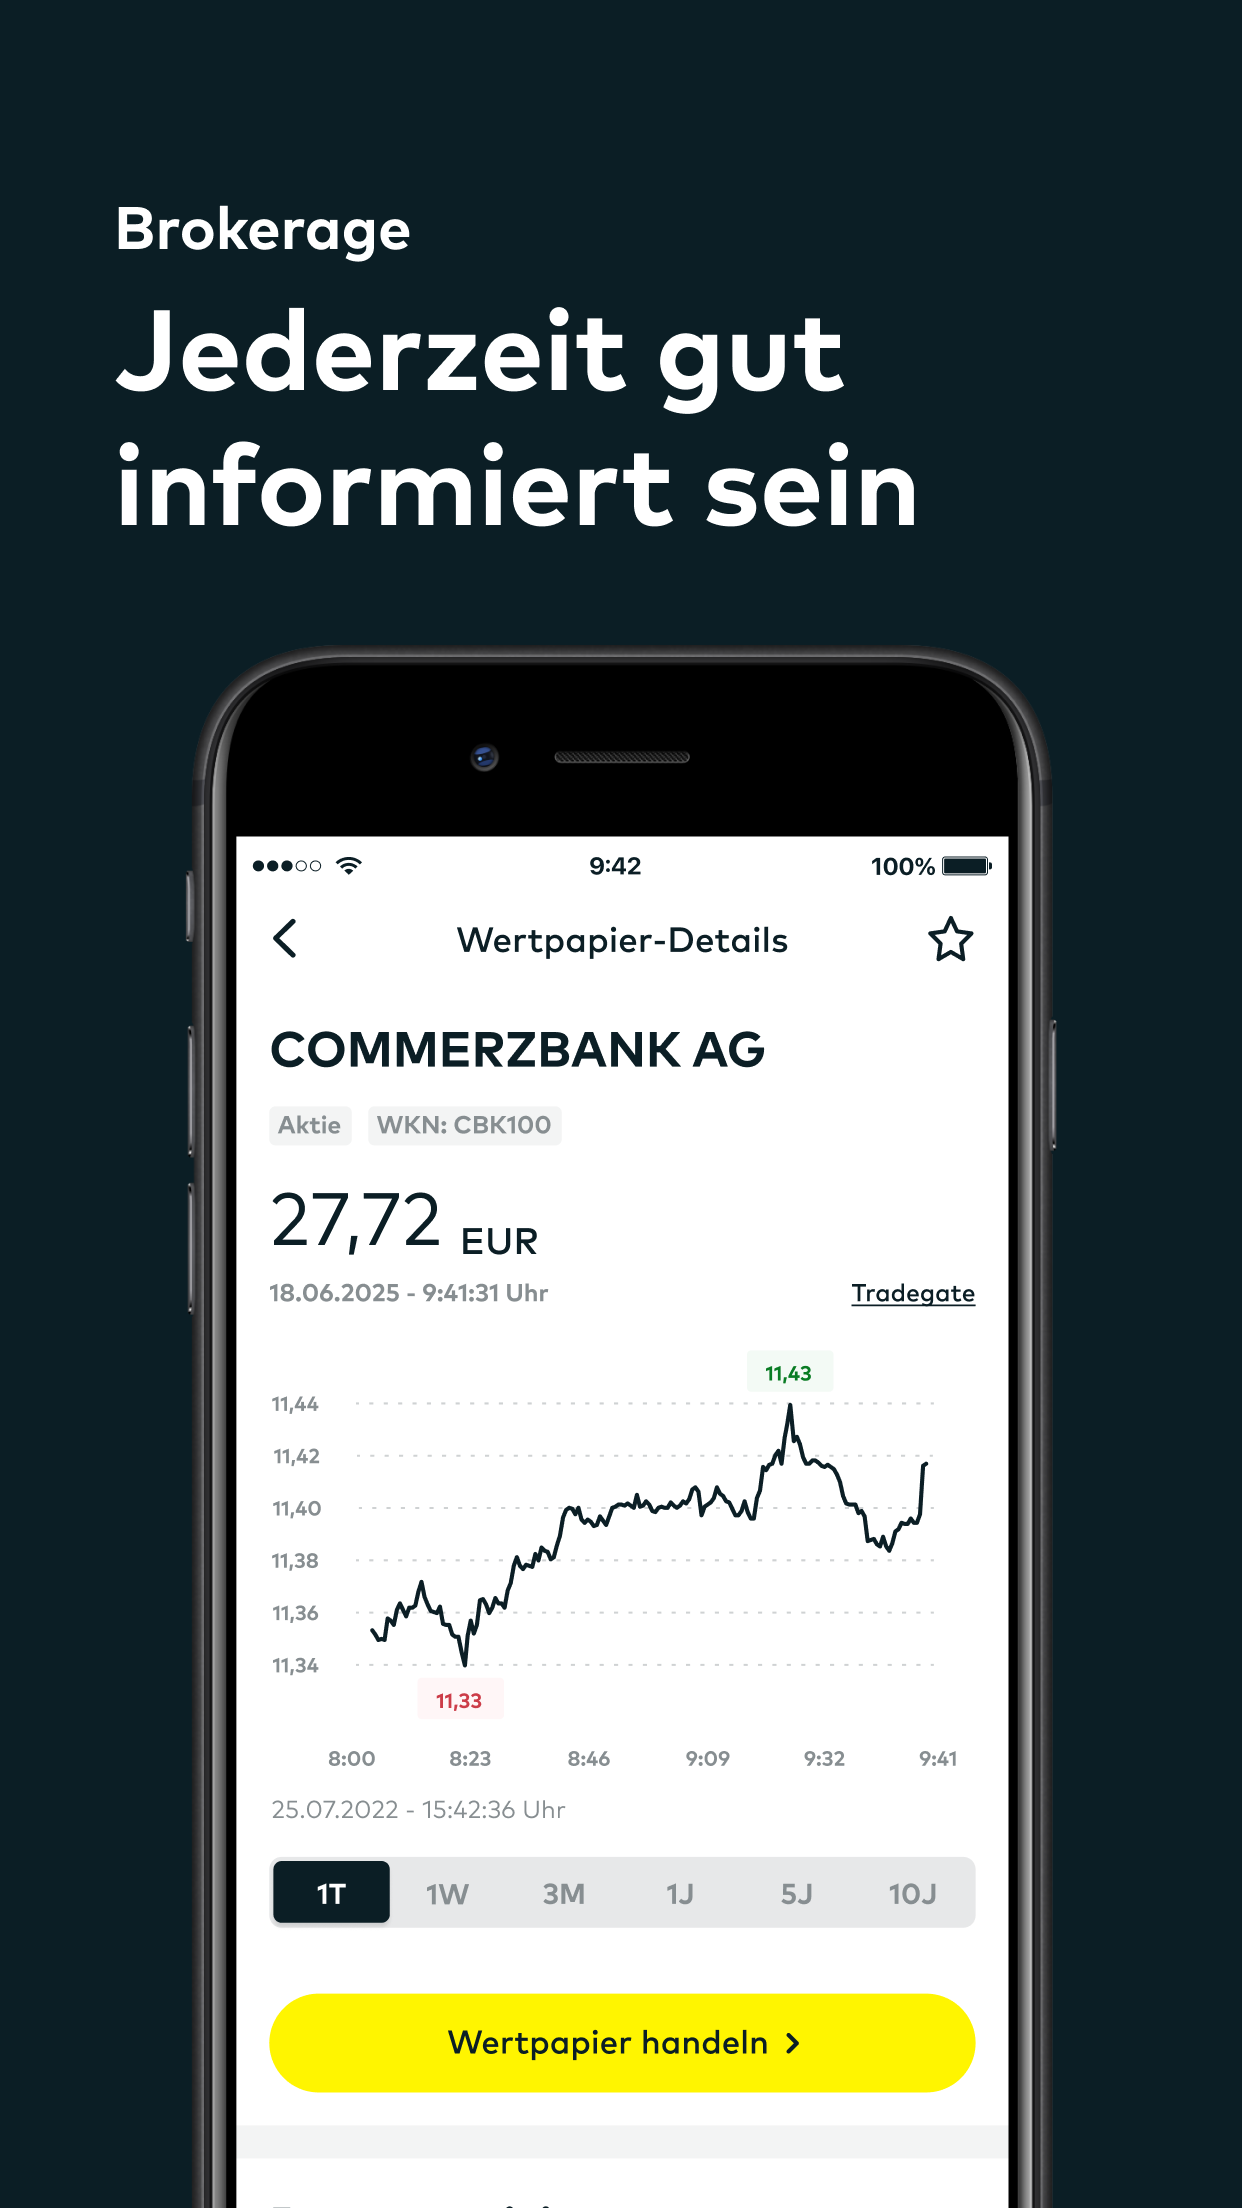 Brokerage
Jederzeit gut
informiert sein
9:42
100%
Wertpapier-Details
COMMERZBANK AG
Aktie WKN: CBK100
27,72 EUR
18.06.2025 - 9:41:31 Uhr Tradegate
11,43
11,44
11,42
11,40
11,38
11,36
11,34
11,33
8:00 8:23 8:46 9:09 9:32 9:41
25.07.2022 - 15:42:36 Uhr
1T 1W 3M 1J 5J 10J
Wertpapier handeln